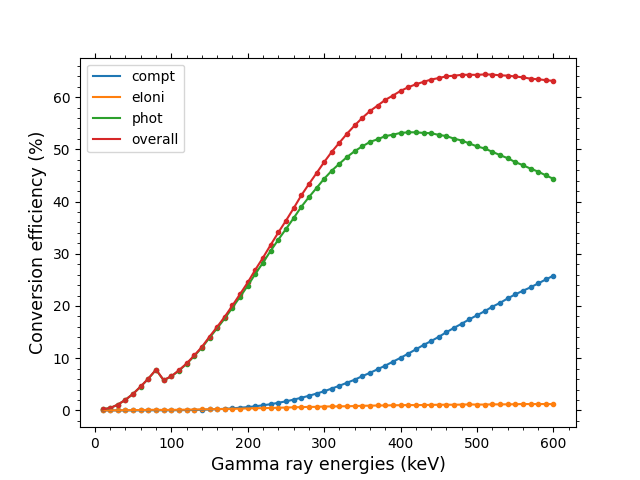 compt
eIoni
phot
overall
Conversion efficiency (%)
60
50
40
30
20
10
0
0 100 200 300 400 500 600
Gamma ray energies (keV)